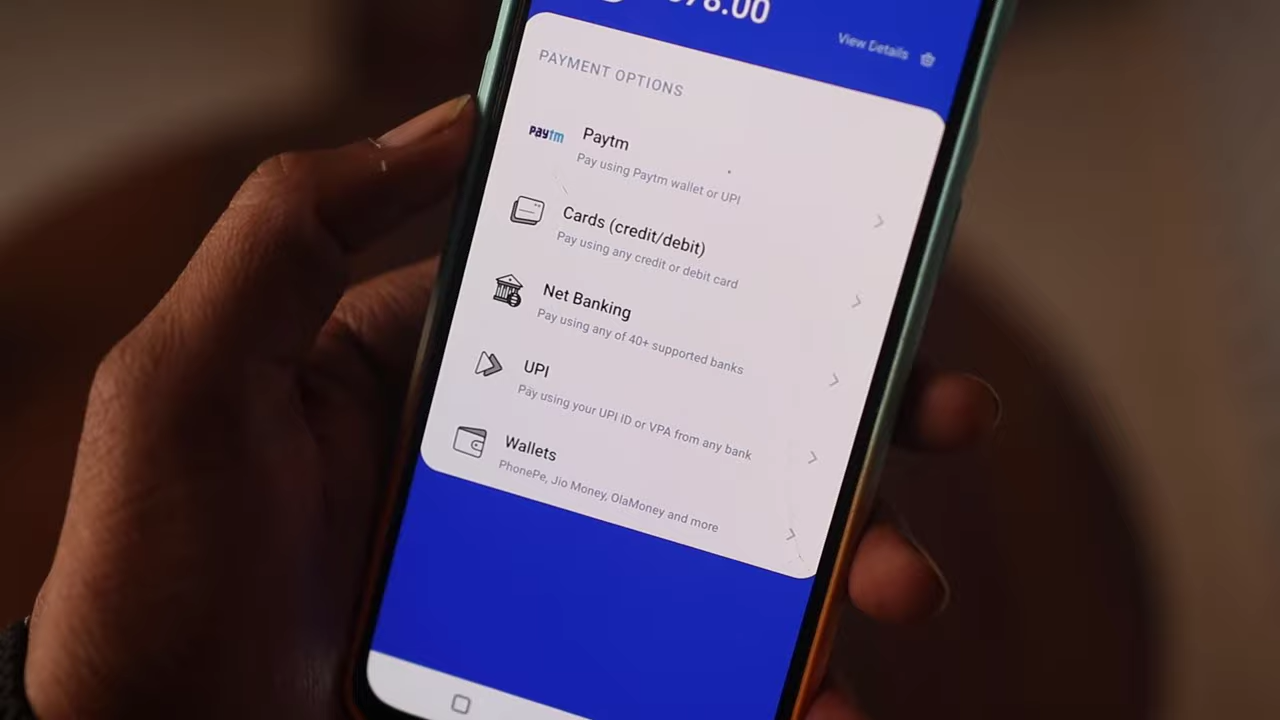 View Details
PAYMENT OPTIONS
paytm Paytm
Pay using Paytm wallet or UPI
Cards (credit/debit)
Pay using any credit or debit card
Net Banking
Pay using any of 40+ supported banks
UPI
Pay using your UPI ID or VPA from any bank
Wallets
PhonePe, Jio Money, OlaMoney and more